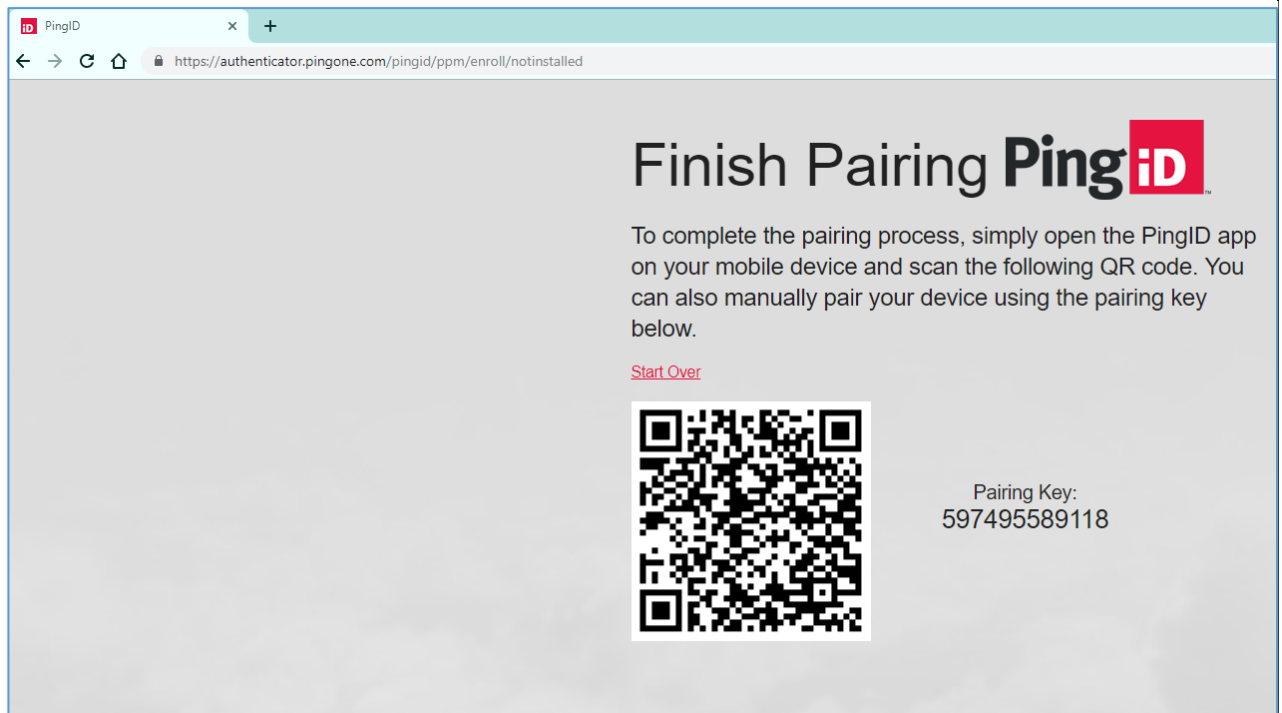 PingID
https://authenticator.pingone.com/pingid/ppm/enroll/notinstalled
Finish Pairing Ping iD™
To complete the pairing process, simply open the PingID app
on your mobile device and scan the following QR code. You
can also manually pair your device using the pairing key
below.
Start Over
Pairing Key:
597495589118